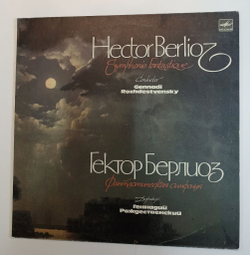 Hector Berlioz
Symphonie fantastique
Conductor
Gennadi
Rozhdestvensky
Гектор Берлиоз
Фантастическая симфония
Дирижер
Геннадий
Рождественский